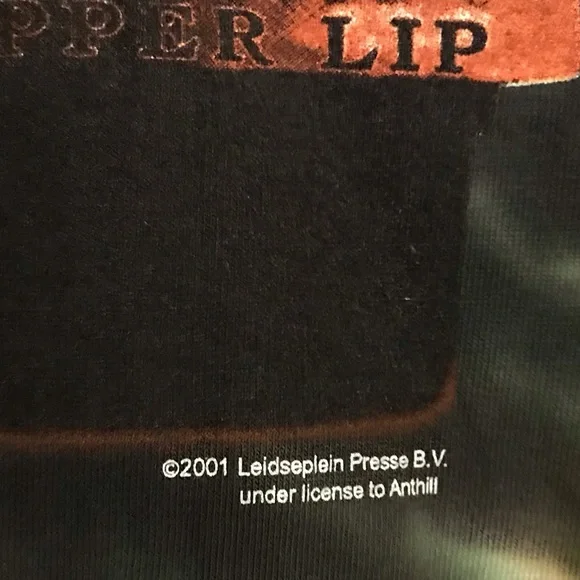 PPER LIP
©2001 Leidseplein Presse B.V.
under license to Anthill